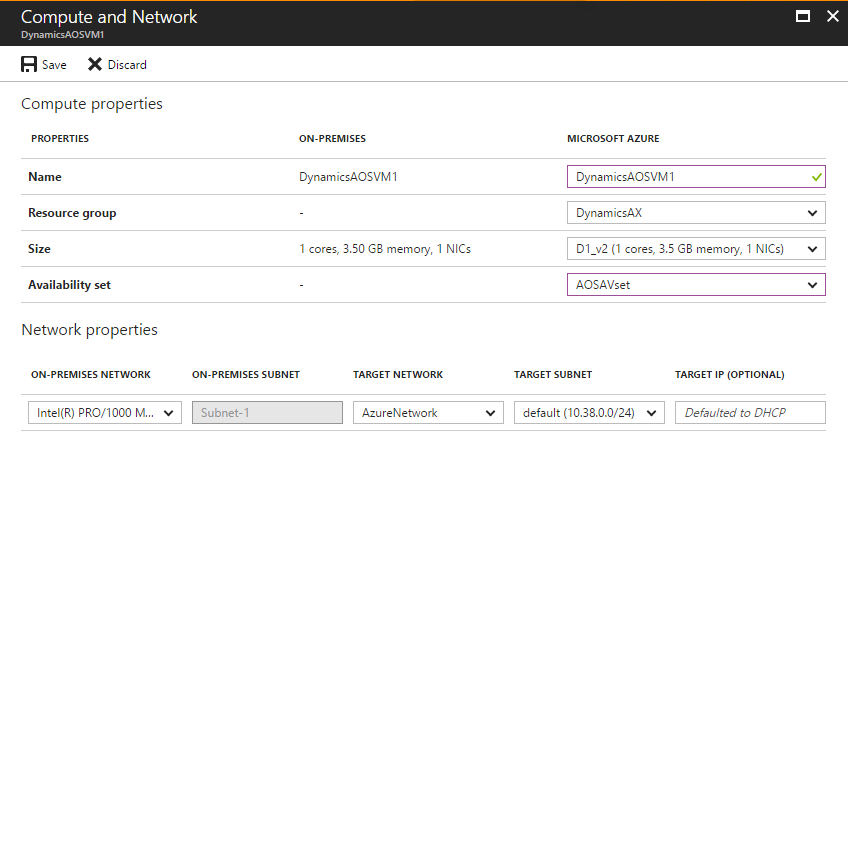 Compute and Network
DynamicsAOSVM1
Save Discard
Compute properties
PROPERTIES ON-PREMISES MICROSOFT AZURE
Name DynamicsAOSVM1 DynamicsAOSVM1
Resource group - DynamicsAX
Size 1 cores, 3.50 GB memory, 1 NICs D1_v2 (1 cores, 3.5 GB memory, 1 NICs)
Availability set - AOSAVset
Network properties
ON-PREMISES NETWORK ON-PREMISES SUBNET TARGET NETWORK TARGET SUBNET TARGET IP (OPTIONAL)
Intel(R) PRO/1000 M... Subnet-1 AzureNetwork default (10.38.0.0/24) Defaulted to DHCP